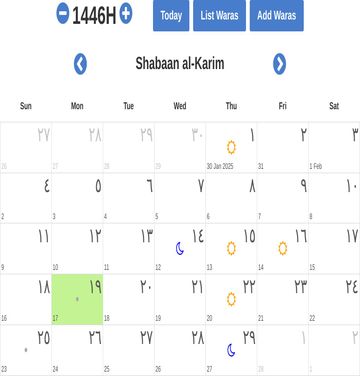 1446H Today List Waras Add Waras
Shabaan al-Karim
Sun Mon Tue Wed Thu Fri Sat
٢٧ ٢٨ ٢٩ ٣٠ ١ ٢ ٣
26 27 28 29 30 Jan 2025 31 1 Feb
٤ ٥ ٦ ٧ ٨ ٩ ١٠
2 3 4 5 6 7 8
١١ ١٢ ١٣ ١٤ ١٥ ١٦ ١٧
9 10 11 12 13 14 15
١٨ ١٩ ٢٠ ٢١ ٢٢ ٢٣ ٢٤
16 17 18 19 20 21 22
٢٥ ٢٦ ٢٧ ٢٨ ٢٩ ١ ٢
23 24 25 26 27 28 1